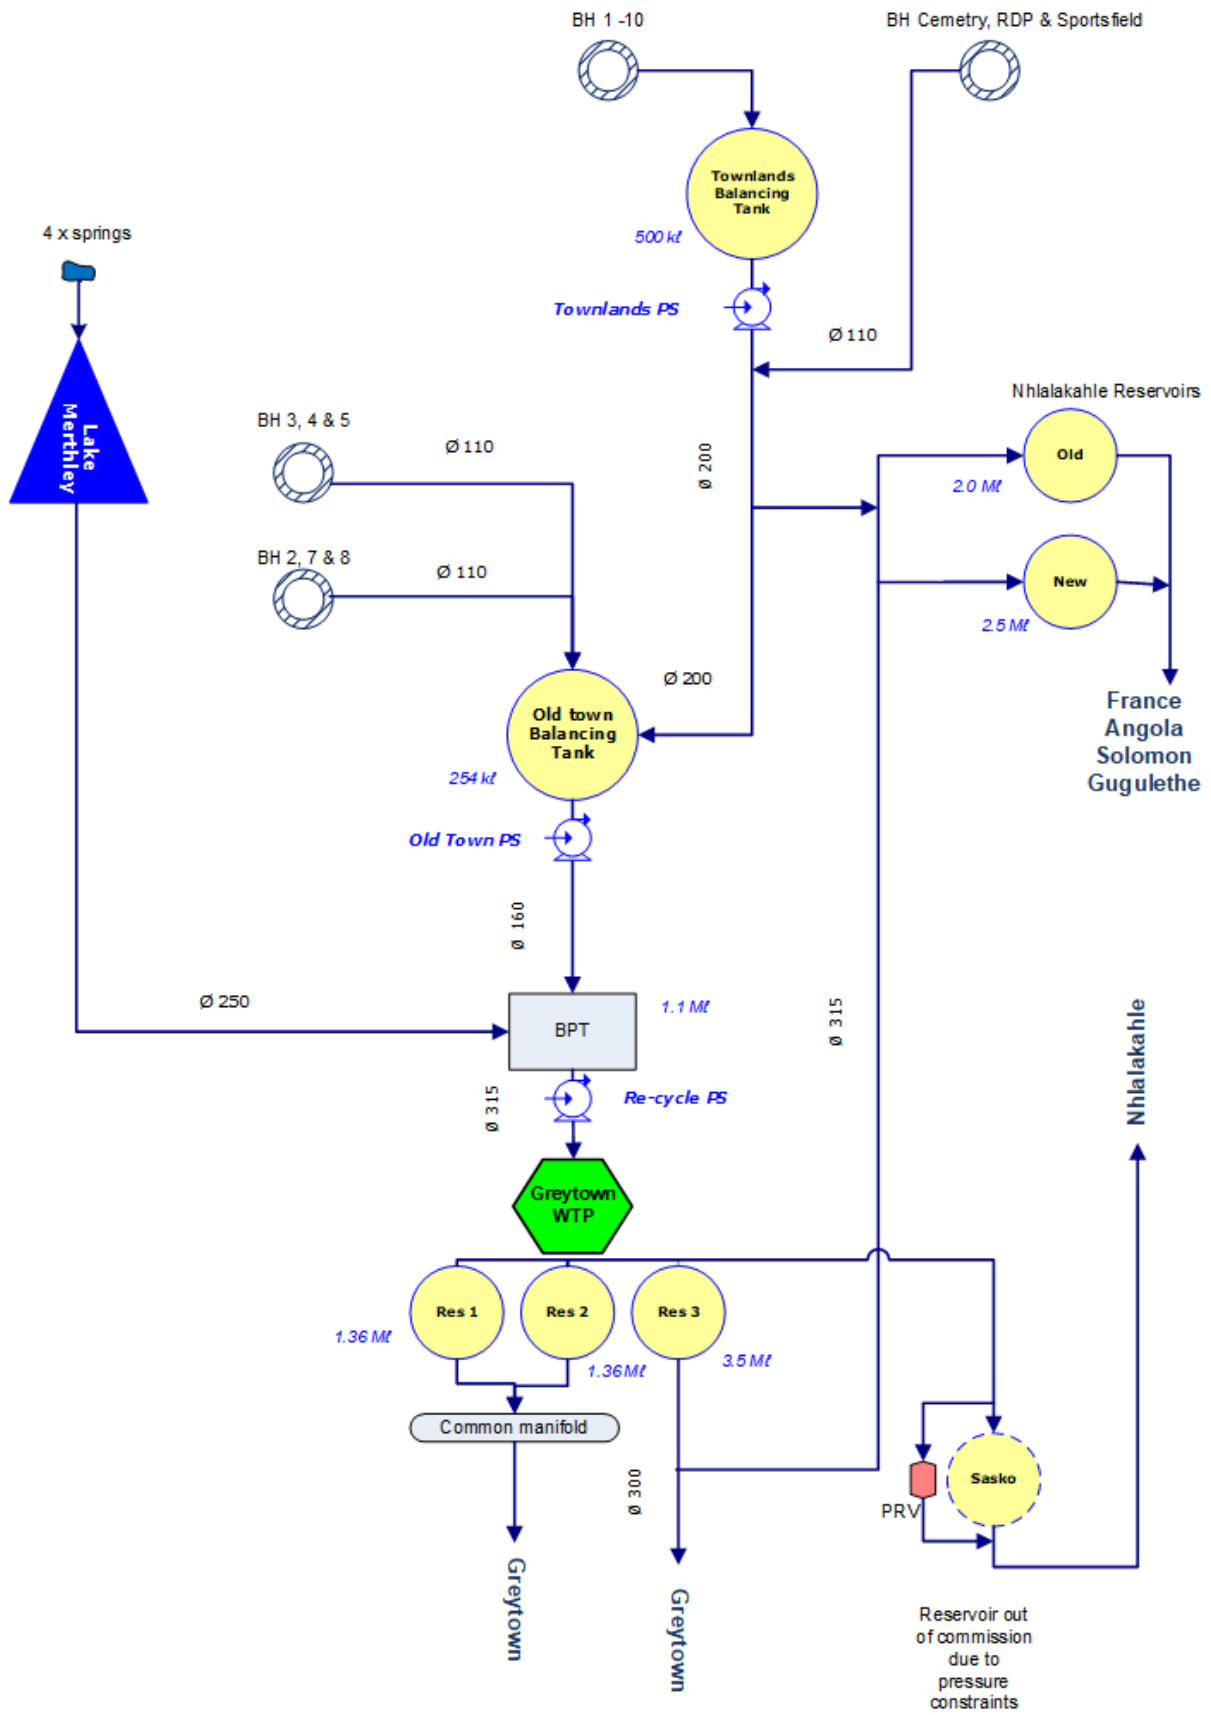 BH 1 -10
BH Cemetry, RDP & Sportsfield
Townlands
Balancing
Tank
500 kℓ
4 x springs
Townlands PS
Ø 110
Lake
Merthley
Nhlalakahle Reservoirs
BH 3, 4 & 5
Ø 110
Ø 200
Old
2.0 Mℓ
BH 2, 7 & 8
Ø 110
New
2.5 Mℓ
Ø 200
Old town
Balancing
Tank
254 kℓ
France
Angola
Solomon
Gugulethe
Old Town PS
Ø 160
Ø 250
BPT
1.1 Mℓ
Ø 315
Nhlalakahle
Ø 315
Re-cycle PS
Greytown
WTP
Res 1
Res 2
Res 3
1.36 Mℓ
1.36 Mℓ
3.5 Mℓ
Common manifold
Ø 300
Sasko
PRV
Greytown
Greytown
Reservoir out
of commission
due to
pressure
constraints